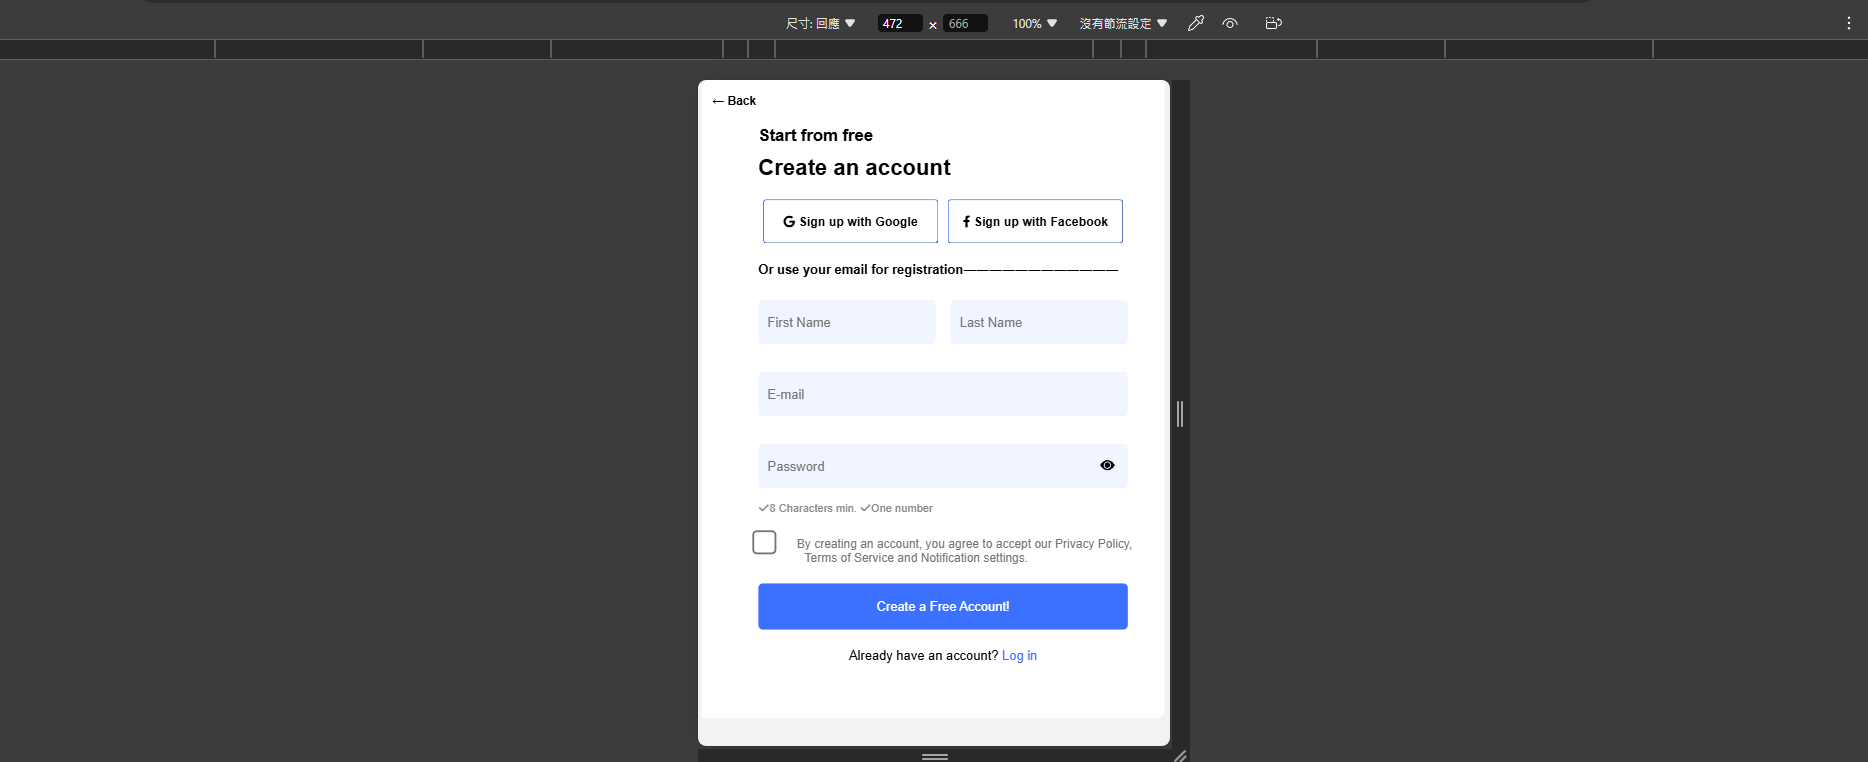 尺寸: 回應 ▼ 472 × 666 100% ▼ 沒有節流設定 ▼
← Back
Start from free
Create an account
Sign up with Google Sign up with Facebook
Or use your email for registration————————————
First Name Last Name
E-mail
Password
✓8 Characters min. ✓One number
By creating an account, you agree to accept our Privacy Policy,
Terms of Service and Notification settings.
Create a Free Account!
Already have an account? Log in